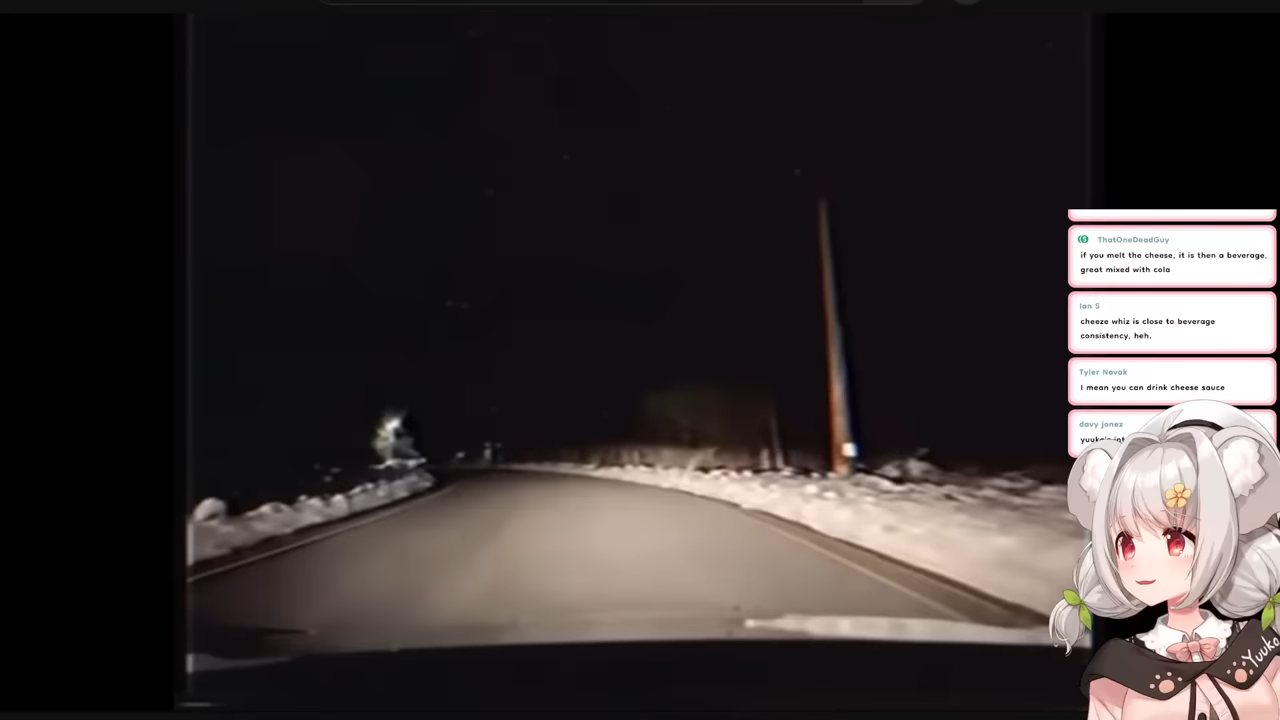 ThatOneDeadGuy
if you melt the cheese, it is then a beverage,
great mixed with cola
Ian S
cheeze whiz is close to beverage
consistency, heh.
Tyler Novak
I mean you can drink cheese sauce
davy jones
Yuuko